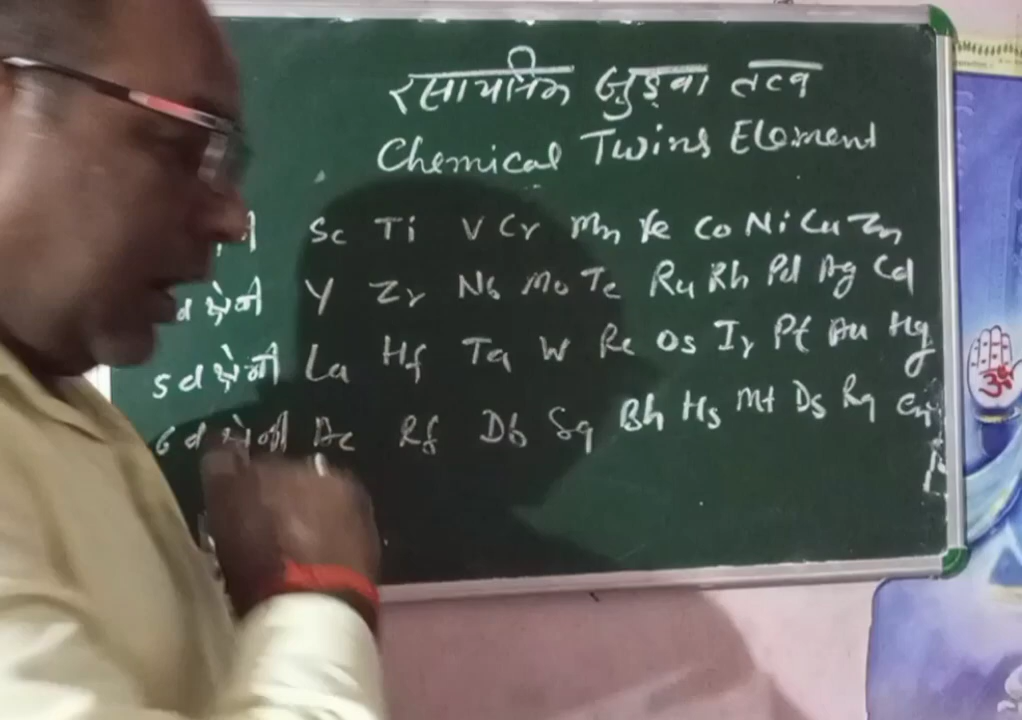 रसायनिक जुड़वा तत्व
Chemical Twins Element
Sc Ti V Cr Mn Fe Co Ni Cu Zn
d श्रेणी Y Zr Nb Mo Tc Ru Rh Pd Ag Cd
5d श्रेणी La Hf Ta W Re Os Ir Pt Au Hg
6d श्रेणी Ac Rf Db Sg Bh Hs Mt Ds Rg Cn
ॐ